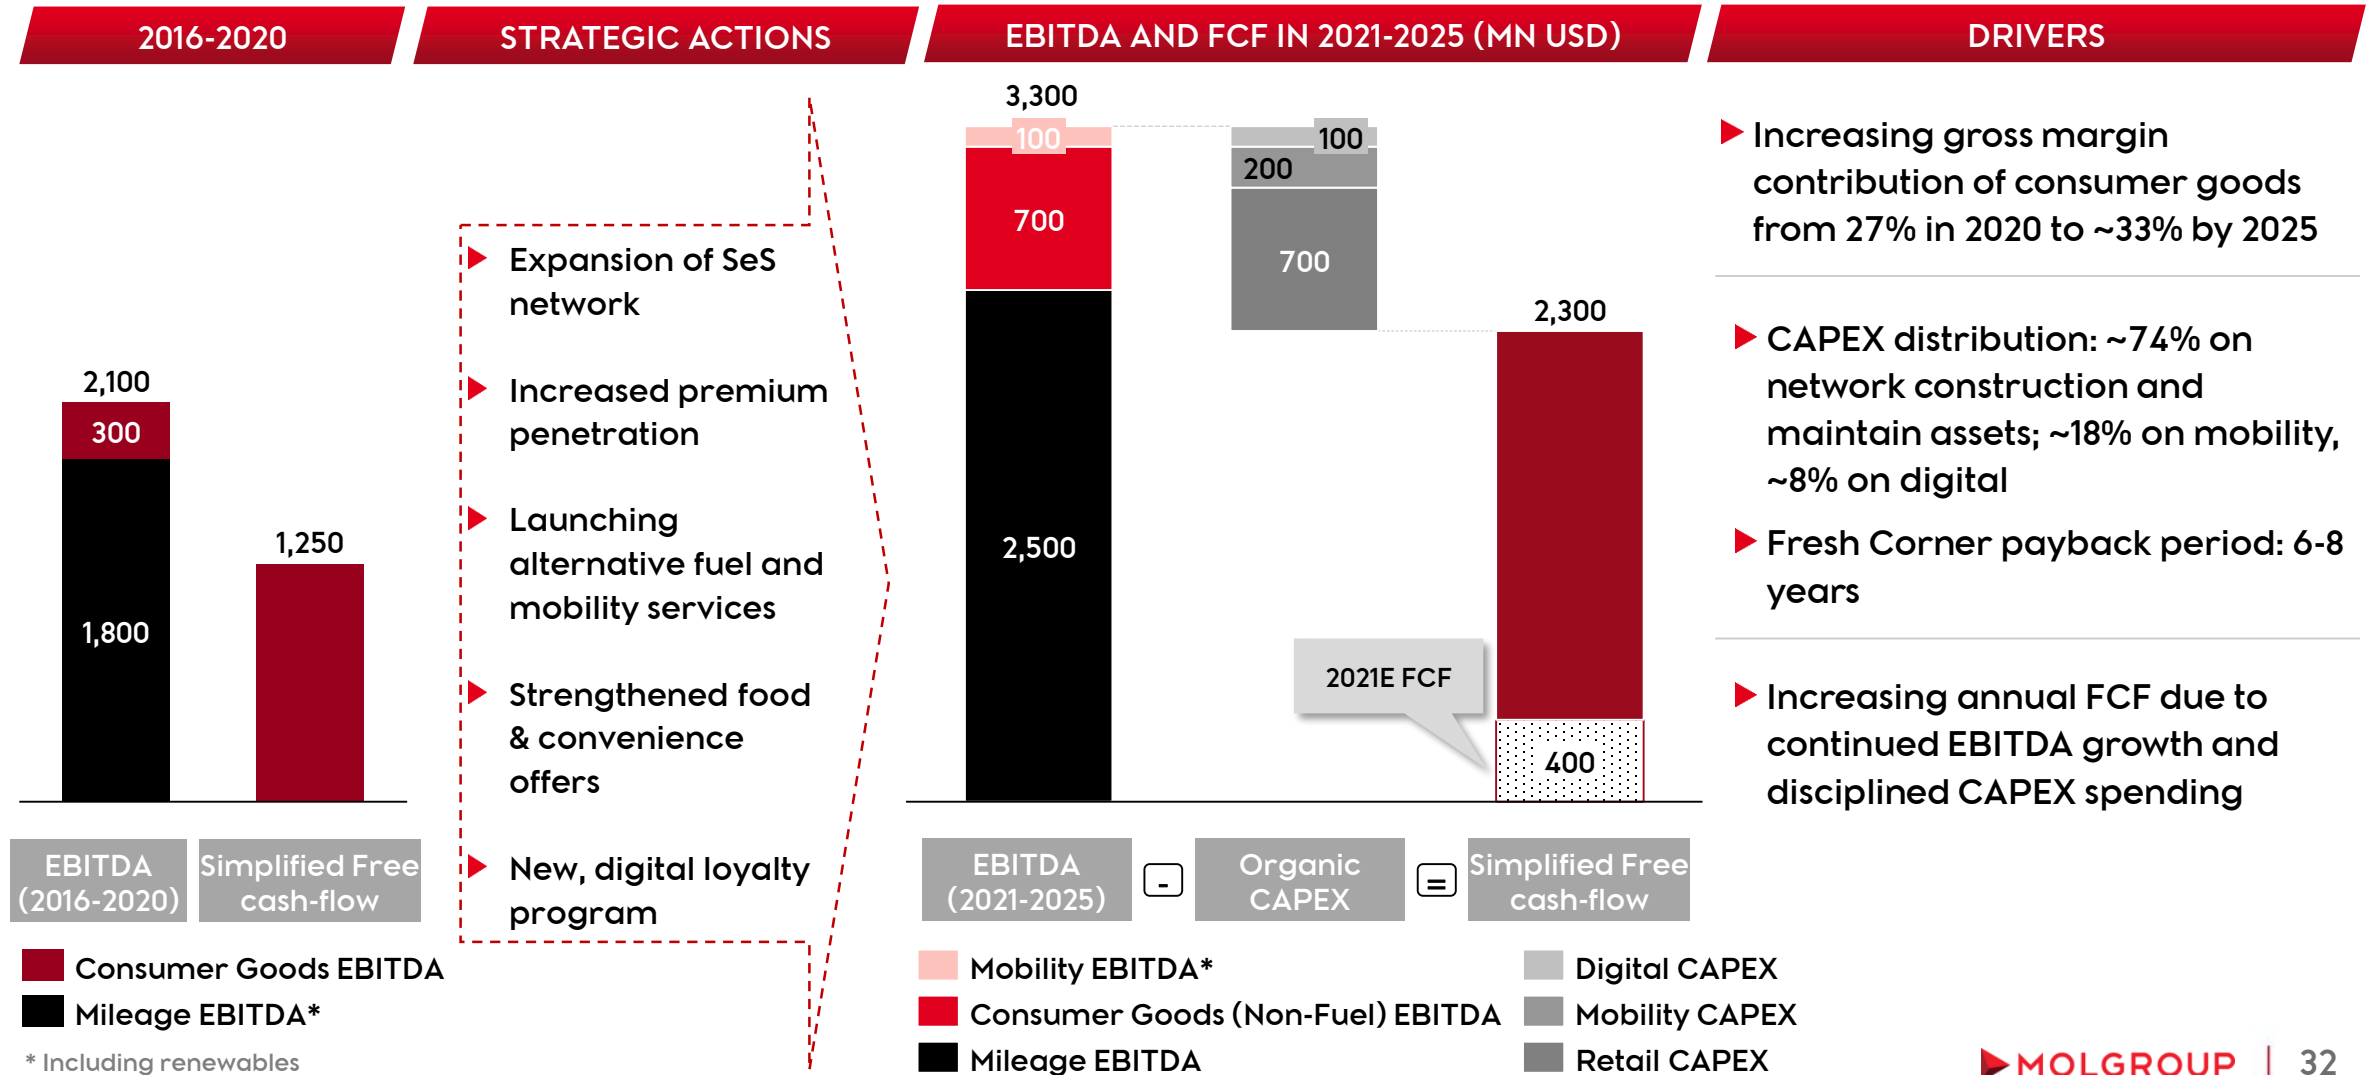 2016-2020
STRATEGIC ACTIONS
EBITDA AND FCF IN 2021-2025 (MN USD)
DRIVERS
2,100
300
1,800
1,250
EBITDA
(2016-2020)
Simplified Free
cash-flow
Consumer Goods EBITDA
Mileage EBITDA*
* Including renewables
Expansion of SeS
network
Increased premium
penetration
Launching
alternative fuel and
mobility services
Strengthened food
& convenience
offers
New, digital loyalty
program
3,300
100
700
2,500
100
200
700
2,300
2021E FCF
400
EBITDA
(2021-2025)
-
Organic
CAPEX
=
Simplified Free
cash-flow
Mobility EBITDA*
Consumer Goods (Non-Fuel) EBITDA
Mileage EBITDA
Digital CAPEX
Mobility CAPEX
Retail CAPEX
Increasing gross margin
contribution of consumer goods
from 27% in 2020 to ~33% by 2025
CAPEX distribution: ~74% on
network construction and
maintain assets; ~18% on mobility,
~8% on digital
Fresh Corner payback period: 6-8
years
Increasing annual FCF due to
continued EBITDA growth and
disciplined CAPEX spending
MOLGROUP | 32